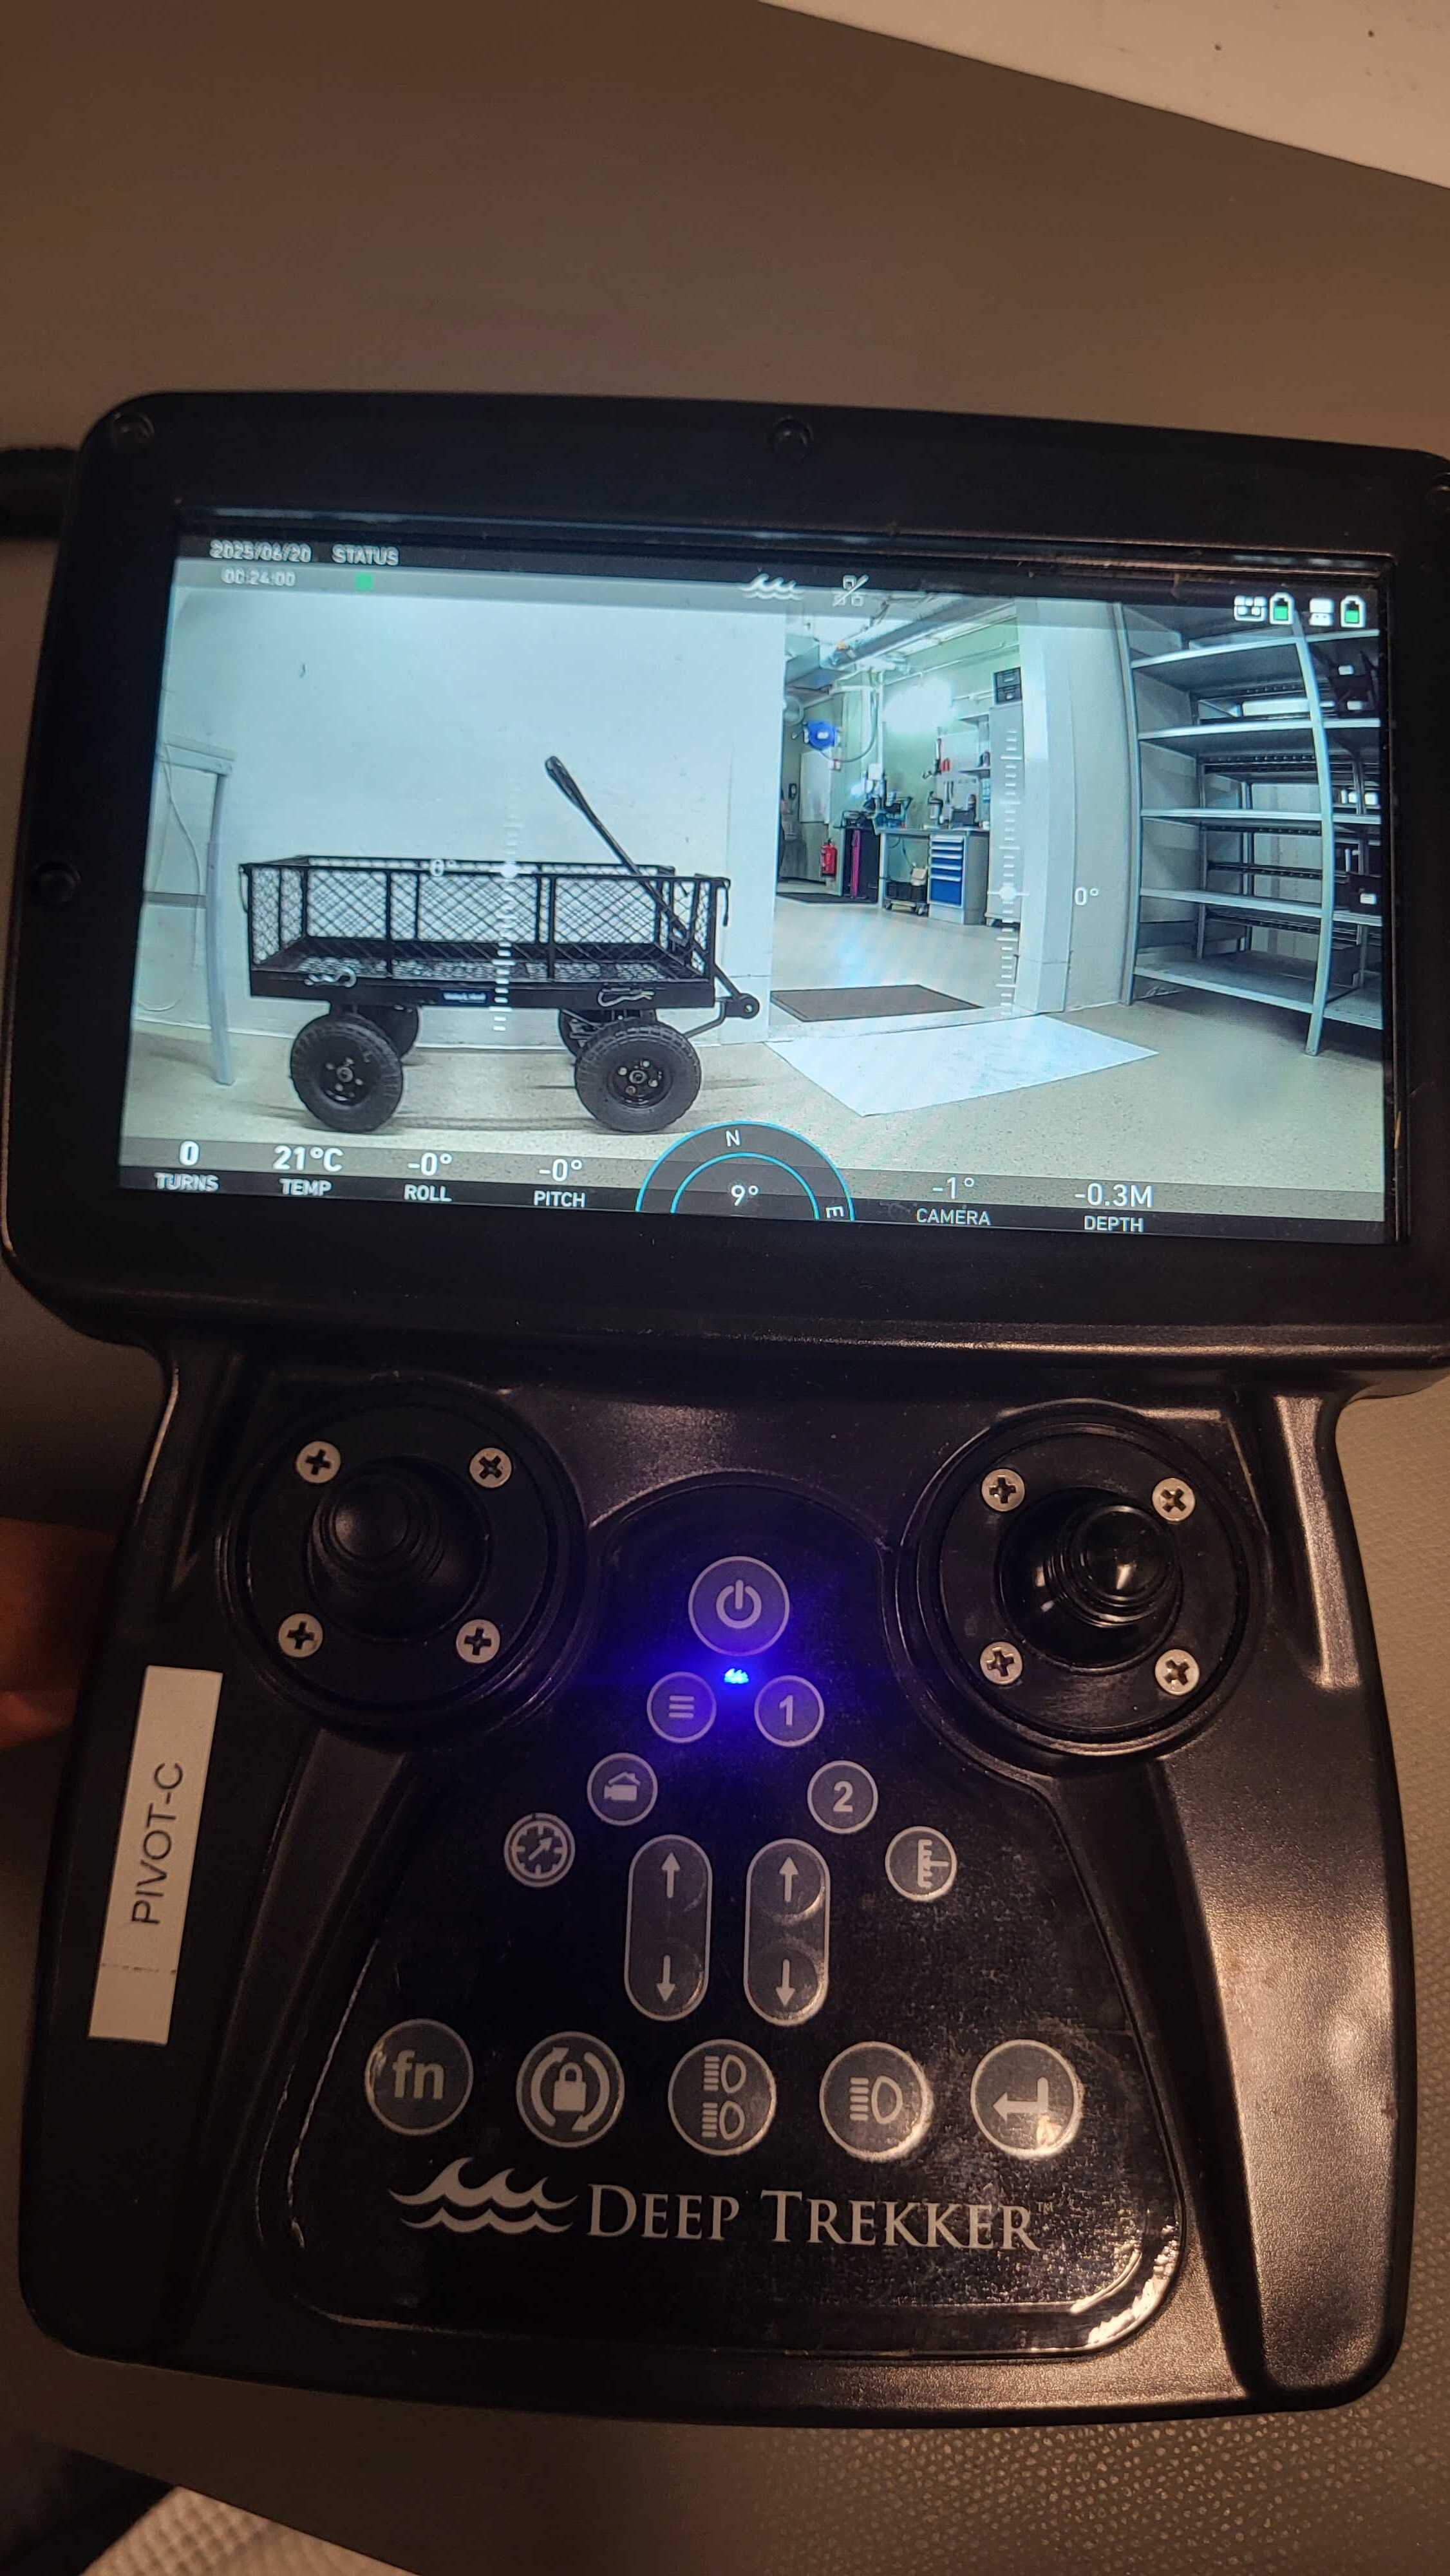 2025/06/20 STATUS
00:24:00
0°
0°
0 TURNS
21°C TEMP
-0° ROLL
-0° PITCH
N
9°
E
-1° CAMERA
-0.3M DEPTH
1
2
PIVOT-C
fn
DEEP TREKKER™